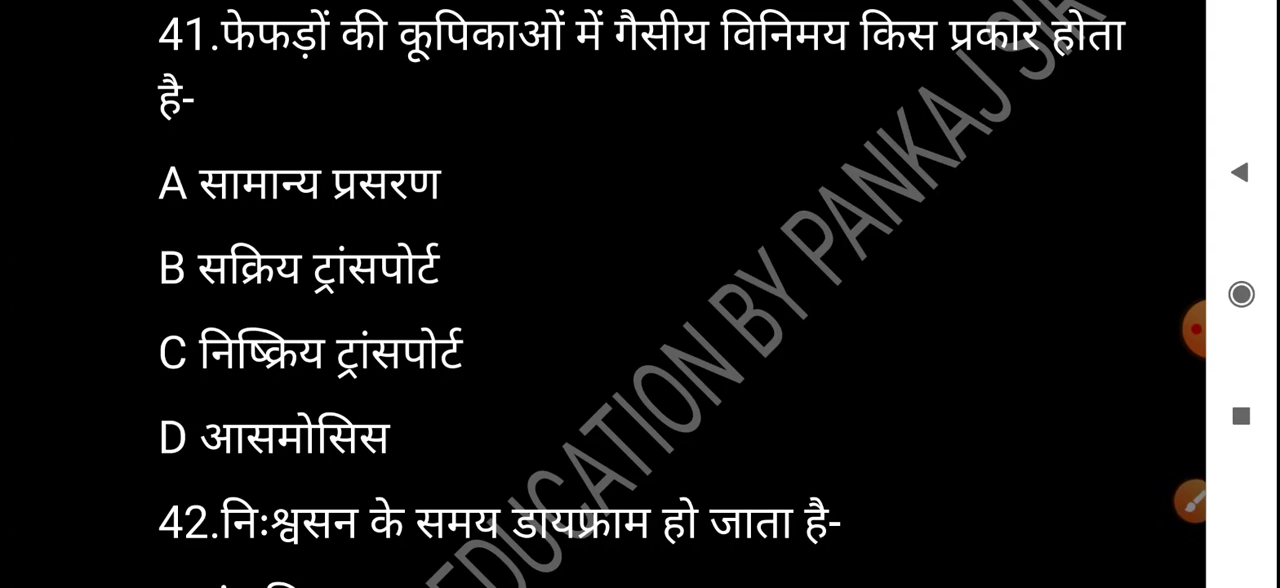 41.फेफड़ों की कूपिकाओं में गैसीय विनिमय किस प्रकार होता
है-
A सामान्य प्रसरण
B सक्रिय ट्रांसपोर्ट
C निष्क्रिय ट्रांसपोर्ट
D आसमोसिस
42.निःश्वसन के समय डायफ्राम हो जाता है-
EDUCATION BY PANKAJ SIR